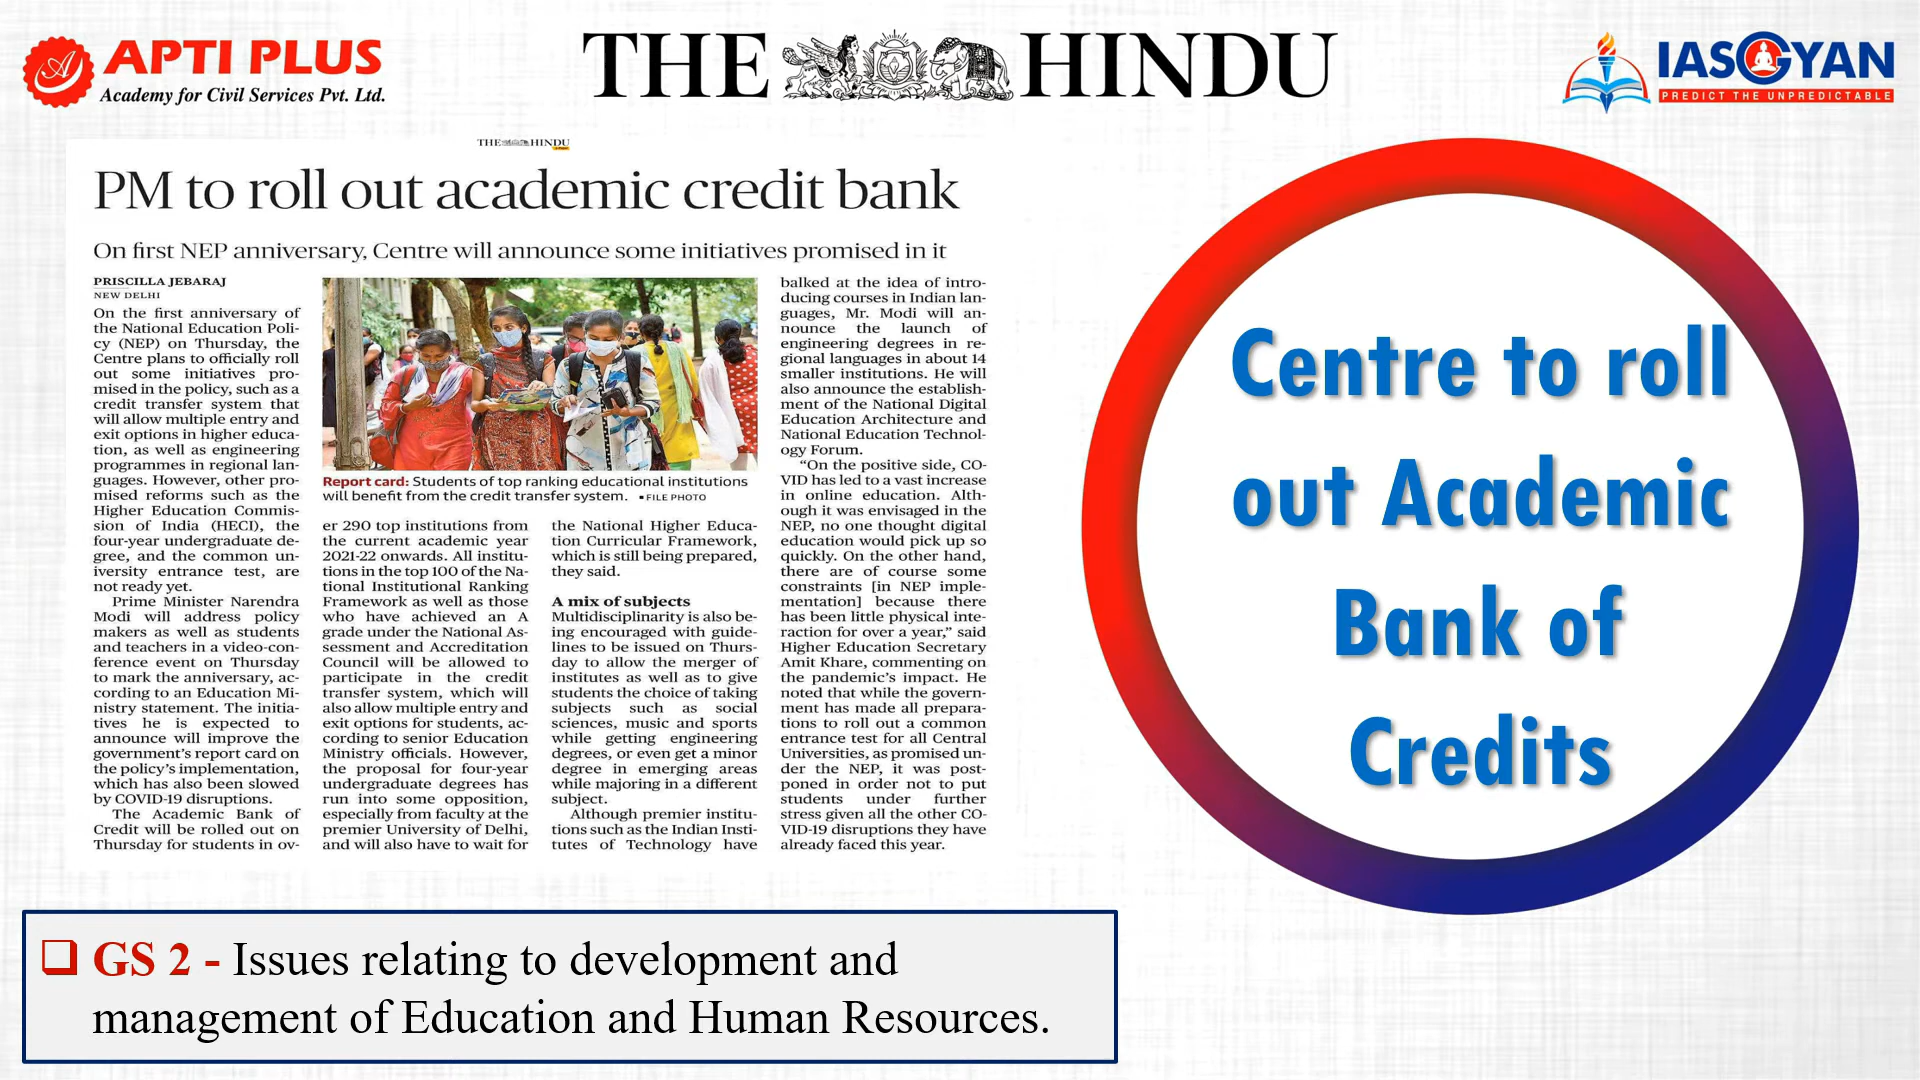 APTI PLUS
Academy for Civil Services Pvt. Ltd.
THE HINDU
IASGYAN
PREDICT THE UNPREDICTABLE
THE HINDU
PM to roll out academic credit bank
On first NEP anniversary, Centre will announce some initiatives promised in it
PRISCILLA JEBARAJ
NEW DELHI
On the first anniversary of
the National Education Poli-
cy (NEP) on Thursday, the
Centre plans to officially roll
out some initiatives pro-
mised in the policy, such as a
credit transfer system that
will allow multiple entry and
exit options in higher educa-
tion, as well as engineering
programmes in regional lan-
guages. However, other pro-
mised reforms such as the
Higher Education Commis-
sion of India (HECI), the
four-year undergraduate de-
gree, and the common un-
iversity entrance test, are
not ready yet.
Prime Minister Narendra
Modi will address policy
makers as well as students
and teachers in a video-con-
ference event on Thursday
to mark the anniversary, ac-
cording to an Education Mi-
nistry statement. The initia-
tives he is expected to
announce will improve the
government's report card on
the policy's implementation,
which has also been slowed
by COVID-19 disruptions.
The Academic Bank of
Credit will be rolled out on
Thursday for students in ov-
Report card: Students of top ranking educational institutions
will benefit from the credit transfer system. ▪ FILE PHOTO
er 290 top institutions from
the current academic year
2021-22 onwards. All institu-
tions in the top 100 of the Na-
tional Institutional Ranking
Framework as well as those
who have achieved an A
grade under the National As-
sessment and Accreditation
Council will be allowed to
participate in the credit
transfer system, which will
also allow multiple entry and
exit options for students, ac-
cording to senior Education
Ministry officials. However,
the proposal for four-year
undergraduate degrees has
run into some opposition,
especially from faculty at the
premier University of Delhi,
and will also have to wait for
the National Higher Educa-
tion Curricular Framework,
which is still being prepared,
they said.
A mix of subjects
Multidisciplinarity is also be-
ing encouraged with guide-
lines to be issued on Thurs-
day to allow the merger of
institutes as well as to give
students the choice of taking
subjects such as social
sciences, music and sports
while getting engineering
degrees, or even get a minor
degree in emerging areas
while majoring in a different
subject.
Although premier institu-
tions such as the Indian Insti-
tutes of Technology have
balked at the idea of intro-
ducing courses in Indian lan-
guages, Mr. Modi will an-
nounce the launch of
engineering degrees in re-
gional languages in about 14
smaller institutions. He will
also announce the establish-
ment of the National Digital
Education Architecture and
National Education Technol-
ogy Forum.
"On the positive side, CO-
VID has led to a vast increase
in online education. Alth-
ough it was envisaged in the
NEP, no one thought digital
education would pick up so
quickly. On the other hand,
there are of course some
constraints [in NEP imple-
mentation] because there
has been little physical inte-
raction for over a year," said
Higher Education Secretary
Amit Khare, commenting on
the pandemic's impact. He
noted that while the govern-
ment has made all prepara-
tions to roll out a common
entrance test for all Central
Universities, as promised un-
der the NEP, it was post-
poned in order not to put
students under further
stress given all the other CO-
VID-19 disruptions they have
already faced this year.
Centre to roll
out Academic
Bank of
Credits
GS 2 - Issues relating to development and
management of Education and Human Resources.